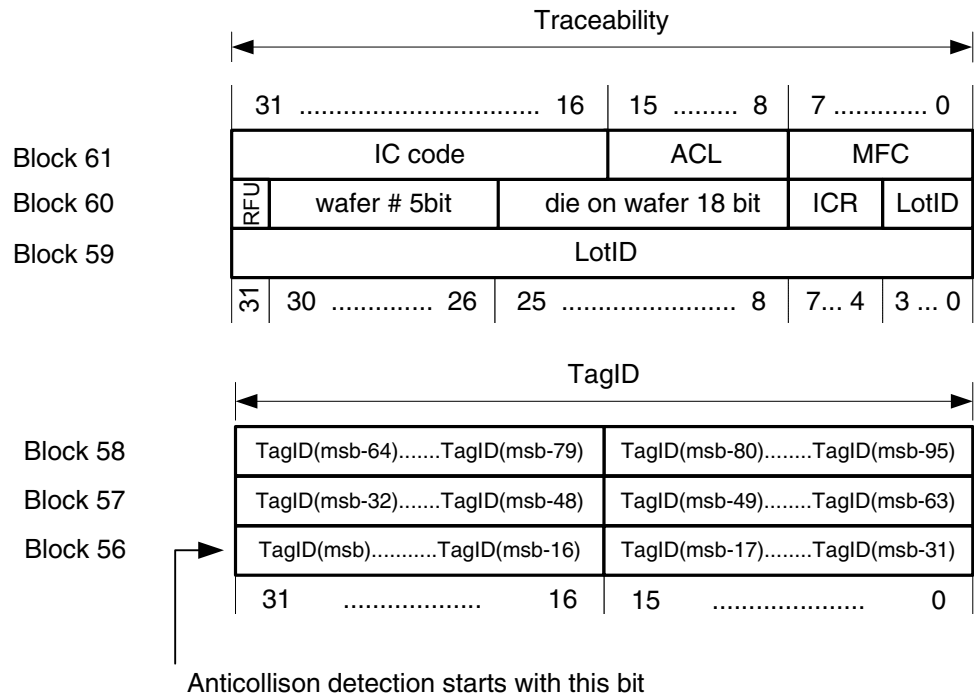 Traceability
31 ................................ 16 15 ......... 8 7 ............. 0
Block 61 IC code ACL MFC
Block 60 RFU wafer # 5bit die on wafer 18 bit ICR LotID
Block 59 LotID
31 30 .............. 26 25 ....................... 8 7... 4 3 ... 0
TagID
Block 58 TagID(msb-64).......TagID(msb-79) TagID(msb-80)........TagID(msb-95)
Block 57 TagID(msb-32).......TagID(msb-48) TagID(msb-49)........TagID(msb-63)
Block 56 TagID(msb)...........TagID(msb-16) TagID(msb-17)........TagID(msb-31)
31 ................... 16 15 ..................... 0
Anticollison detection starts with this bit